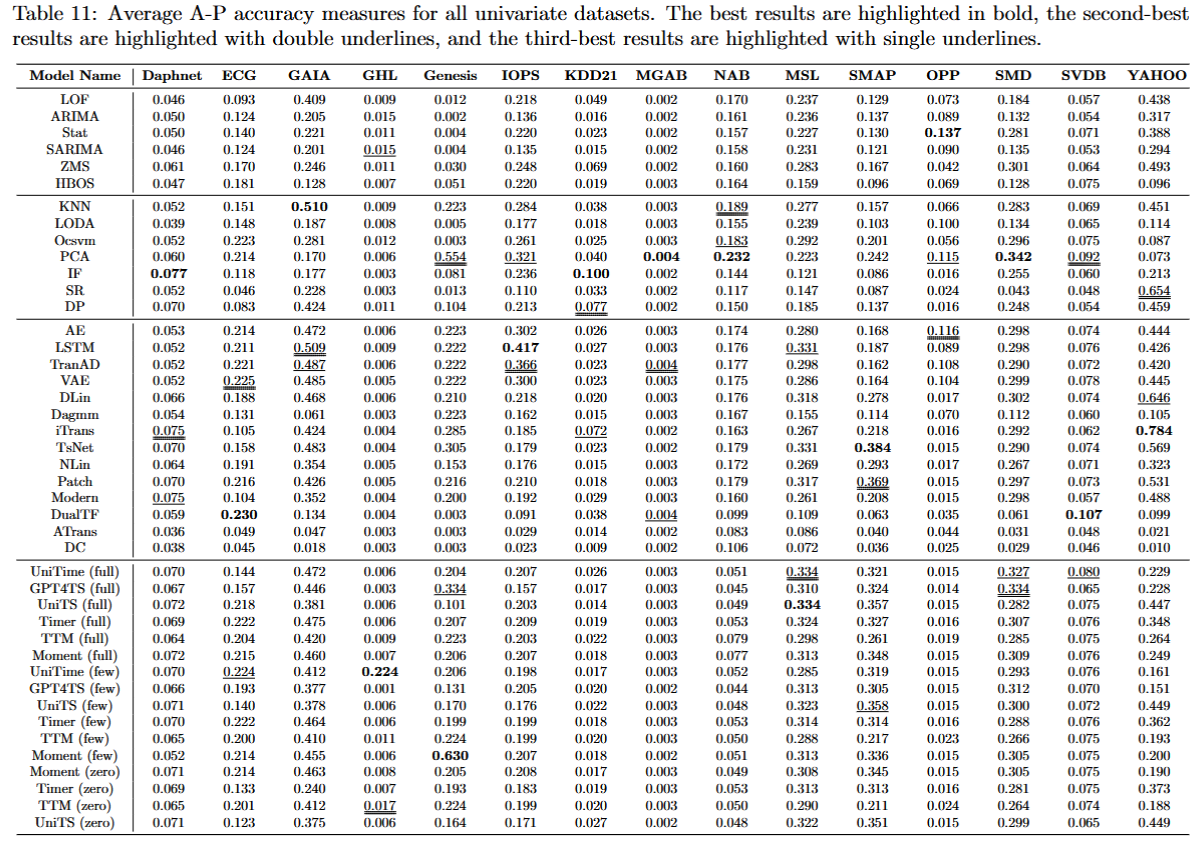 Table 11: Average A-P accuracy measures for all univariate datasets. The best results are highlighted in bold, the second-best
results are highlighted with double underlines, and the third-best results are highlighted with single underlines.
Model Name Daphnet ECG GAIA GHL Genesis IOPS KDD21 MGAB NAB MSL SMAP OPP SMD SVDB YAHOO
LOF 0.046 0.093 0.409 0.009 0.012 0.218 0.049 0.002 0.170 0.237 0.129 0.073 0.184 0.057 0.438
ARIMA 0.050 0.124 0.205 0.015 0.002 0.136 0.016 0.002 0.161 0.236 0.137 0.089 0.132 0.054 0.317
Stat 0.050 0.140 0.221 0.011 0.004 0.220 0.023 0.002 0.157 0.227 0.130 0.137 0.281 0.071 0.388
SARIMA 0.046 0.124 0.201 0.015 0.004 0.135 0.015 0.002 0.158 0.231 0.121 0.090 0.135 0.053 0.294
ZMS 0.061 0.170 0.246 0.011 0.030 0.248 0.069 0.002 0.160 0.283 0.167 0.042 0.301 0.064 0.493
HBOS 0.047 0.181 0.128 0.007 0.051 0.220 0.019 0.003 0.164 0.159 0.096 0.069 0.128 0.075 0.096
KNN 0.052 0.151 0.510 0.009 0.223 0.284 0.038 0.003 0.189 0.277 0.157 0.066 0.283 0.069 0.451
LODA 0.039 0.148 0.187 0.008 0.005 0.177 0.018 0.003 0.155 0.239 0.103 0.100 0.134 0.065 0.114
Ocsvm 0.052 0.223 0.281 0.012 0.003 0.261 0.025 0.003 0.183 0.292 0.201 0.056 0.296 0.075 0.087
PCA 0.060 0.214 0.170 0.006 0.554 0.321 0.040 0.004 0.232 0.223 0.242 0.115 0.342 0.092 0.073
IF 0.077 0.118 0.177 0.003 0.081 0.236 0.100 0.002 0.144 0.121 0.086 0.016 0.255 0.060 0.213
SR 0.052 0.046 0.228 0.003 0.013 0.110 0.033 0.002 0.117 0.147 0.087 0.024 0.043 0.048 0.654
DP 0.070 0.083 0.424 0.011 0.104 0.213 0.077 0.002 0.150 0.185 0.137 0.016 0.248 0.054 0.459
AE 0.053 0.214 0.472 0.006 0.223 0.302 0.026 0.003 0.174 0.280 0.168 0.116 0.298 0.074 0.444
LSTM 0.052 0.211 0.509 0.009 0.222 0.417 0.027 0.003 0.176 0.331 0.187 0.089 0.298 0.076 0.426
TranAD 0.052 0.221 0.487 0.006 0.222 0.366 0.023 0.004 0.177 0.298 0.162 0.108 0.290 0.072 0.420
VAE 0.052 0.225 0.485 0.005 0.222 0.300 0.023 0.003 0.175 0.286 0.164 0.104 0.299 0.078 0.445
DLin 0.066 0.188 0.468 0.006 0.210 0.218 0.020 0.003 0.176 0.318 0.278 0.017 0.302 0.074 0.646
Dagmm 0.054 0.131 0.061 0.003 0.223 0.162 0.015 0.003 0.167 0.155 0.114 0.070 0.112 0.060 0.105
iTrans 0.075 0.105 0.424 0.004 0.285 0.185 0.072 0.002 0.163 0.267 0.218 0.016 0.292 0.062 0.784
TsNet 0.070 0.158 0.483 0.004 0.305 0.179 0.023 0.002 0.179 0.331 0.384 0.015 0.290 0.074 0.569
NLin 0.064 0.191 0.354 0.005 0.153 0.176 0.015 0.003 0.172 0.269 0.293 0.017 0.267 0.071 0.323
Patch 0.070 0.216 0.426 0.005 0.216 0.210 0.018 0.003 0.179 0.317 0.369 0.015 0.297 0.073 0.531
Modern 0.075 0.104 0.352 0.004 0.200 0.192 0.029 0.003 0.160 0.261 0.208 0.015 0.298 0.057 0.488
DualTF 0.059 0.230 0.134 0.004 0.003 0.091 0.038 0.004 0.099 0.109 0.063 0.035 0.061 0.107 0.099
ATrans 0.036 0.049 0.047 0.003 0.003 0.029 0.014 0.002 0.083 0.086 0.040 0.044 0.031 0.048 0.021
DC 0.038 0.045 0.018 0.003 0.003 0.023 0.009 0.002 0.106 0.072 0.036 0.025 0.029 0.046 0.010
UniTime (full) 0.070 0.144 0.472 0.006 0.204 0.207 0.026 0.003 0.051 0.334 0.321 0.015 0.327 0.080 0.229
GPT4TS (full) 0.067 0.157 0.446 0.003 0.334 0.157 0.017 0.003 0.045 0.310 0.324 0.014 0.334 0.065 0.228
UniTS (full) 0.072 0.218 0.381 0.006 0.101 0.203 0.014 0.003 0.049 0.334 0.357 0.015 0.282 0.075 0.447
Timer (full) 0.069 0.222 0.475 0.006 0.207 0.209 0.019 0.003 0.053 0.324 0.327 0.016 0.307 0.076 0.348
TTM (full) 0.064 0.204 0.420 0.009 0.223 0.203 0.022 0.003 0.079 0.298 0.261 0.019 0.285 0.075 0.264
Moment (full) 0.072 0.215 0.460 0.007 0.206 0.207 0.018 0.003 0.077 0.313 0.348 0.015 0.309 0.076 0.249
UniTime (few) 0.070 0.224 0.412 0.224 0.206 0.198 0.017 0.003 0.052 0.285 0.319 0.015 0.293 0.076 0.161
GPT4TS (few) 0.066 0.193 0.377 0.001 0.131 0.205 0.020 0.002 0.044 0.313 0.305 0.015 0.312 0.070 0.151
UniTS (few) 0.071 0.140 0.378 0.006 0.170 0.176 0.022 0.003 0.048 0.323 0.358 0.015 0.300 0.072 0.449
Timer (few) 0.070 0.222 0.464 0.006 0.199 0.199 0.018 0.003 0.053 0.314 0.314 0.016 0.288 0.076 0.362
TTM (few) 0.065 0.200 0.410 0.011 0.224 0.199 0.020 0.003 0.050 0.288 0.217 0.023 0.266 0.075 0.193
Moment (few) 0.052 0.214 0.455 0.006 0.630 0.207 0.018 0.002 0.051 0.313 0.336 0.015 0.305 0.075 0.200
Moment (zero) 0.071 0.214 0.463 0.008 0.205 0.208 0.017 0.003 0.049 0.308 0.345 0.015 0.305 0.075 0.190
Timer (zero) 0.069 0.133 0.240 0.007 0.193 0.183 0.019 0.003 0.053 0.313 0.313 0.016 0.281 0.075 0.373
TTM (zero) 0.065 0.201 0.412 0.017 0.224 0.199 0.020 0.003 0.050 0.290 0.211 0.024 0.264 0.074 0.188
UniTS (zero) 0.071 0.123 0.375 0.006 0.164 0.171 0.027 0.002 0.048 0.322 0.351 0.015 0.299 0.065 0.449